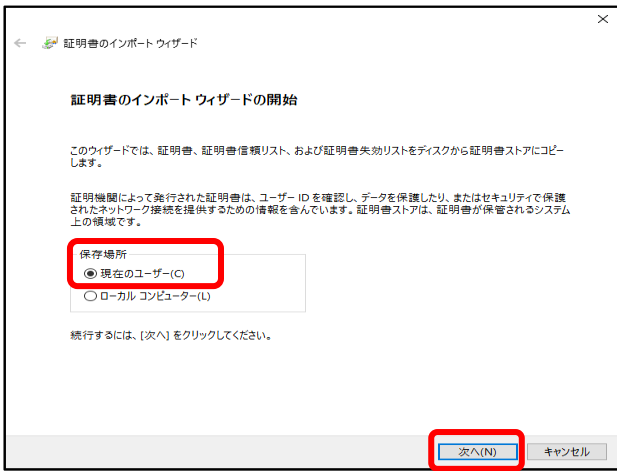 証明書のインポート ウィザード
証明書のインポート ウィザードの開始
このウィザードでは、証明書、証明書信頼リスト、および証明書失効リストをディスクから証明書ストアにコピー
します。
証明機関によって発行された証明書は、ユーザー ID を確認し、データを保護したり、またはセキュリティで保護
されたネットワーク接続を提供するための情報を含んでいます。証明書ストアは、証明書が保管されるシステム
上の領域です。
保存場所
現在のユーザー(C)
ローカル コンピューター(L)
続行するには、[次へ] をクリックしてください。
次へ(N)
キャンセル